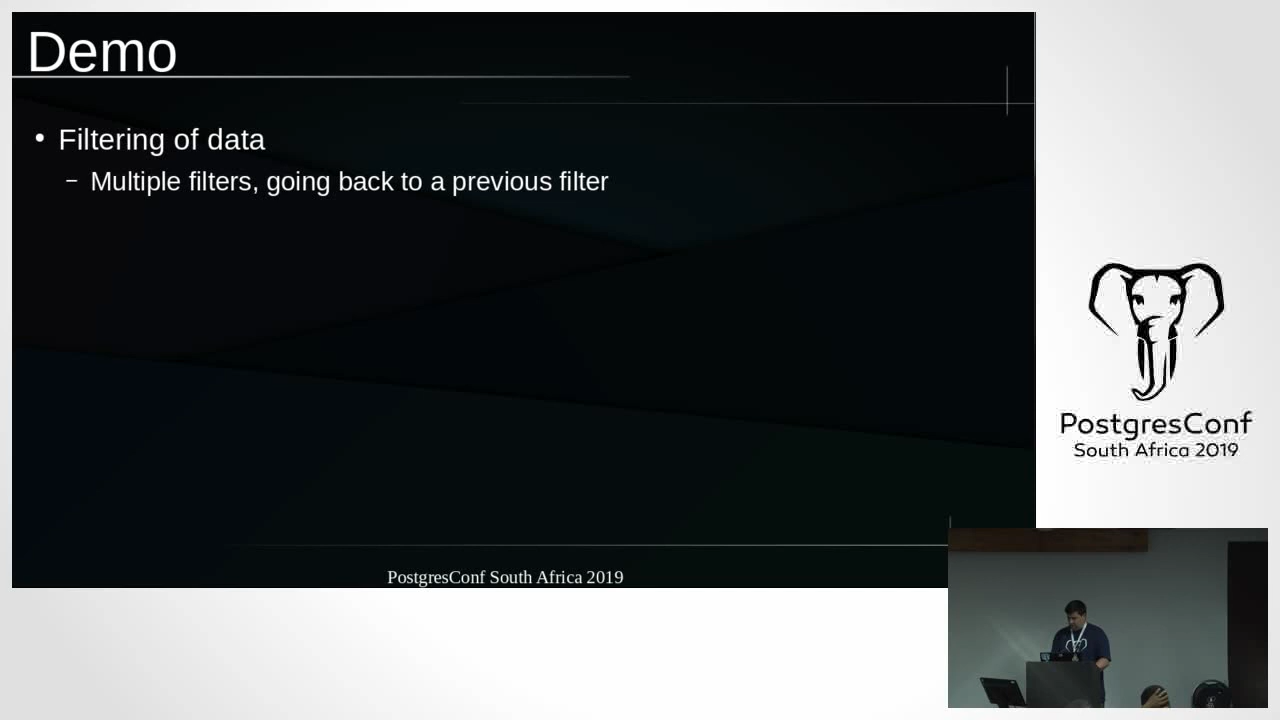 Demo
• Filtering of data
– Multiple filters, going back to a previous filter
PostgresConf
South Africa 2019
PostgresConf South Africa 2019